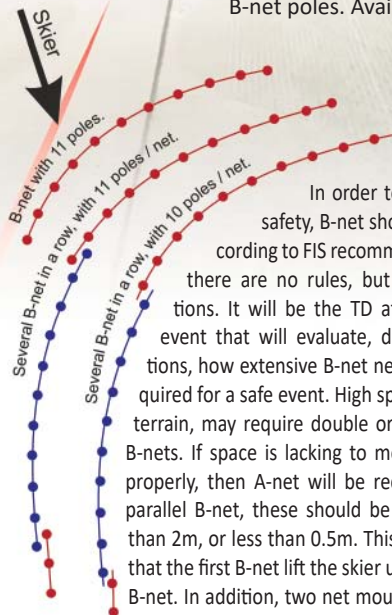 B-net poles. Avail
Skier
B-net with 11 poles.
Several B-net in a row, with 11 poles / net.
Several B-net in a row, with 10 poles / net.
In order to
safety, B-net sho
cording to FIS recomm
there are no rules, but
tions. It will be the TD at
event that will evaluate, d
tions, how extensive B-net ne
quired for a safe event. High sp
terrain, may require double or
B-nets. If space is lacking to mo
properly, then A-net will be rec
parallel B-net, these should be
than 2m, or less than 0.5m. This
that the first B-net lift the skier u
B-net. In addition, two net mou